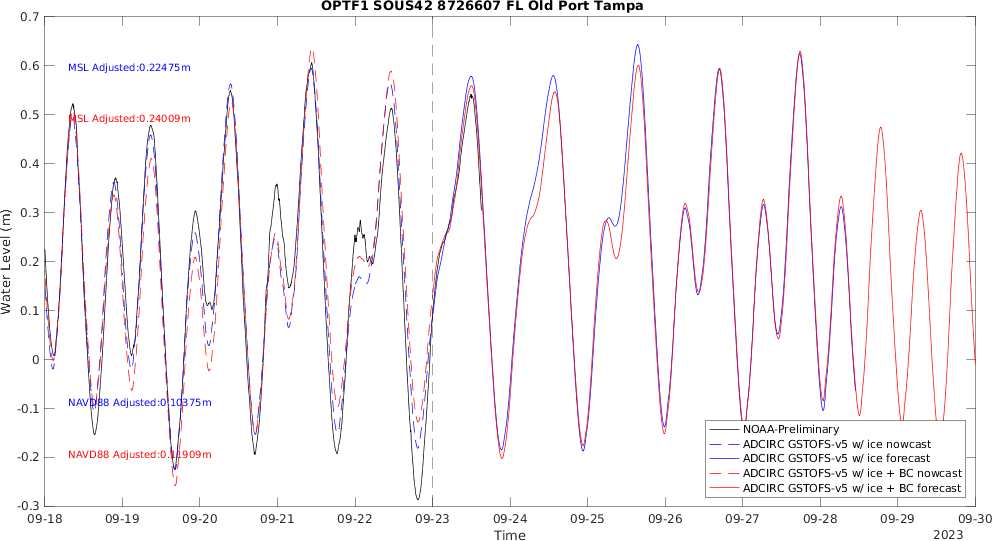 OPTF1 SOUS42 8726607 FL Old Port Tampa
0.7
0.6
0.5
0.4
0.3
0.2
0.1
0
-0.1
-0.2
-0.3
Water Level (m)
MSL Adjusted:0.22475m
MSL Adjusted:0.24009m
NAVD88 Adjusted:0.10375m
NAVD88 Adjusted:0.11909m
NOAA-Preliminary
ADCIRC GSTOFS-v5 w/ ice nowcast
ADCIRC GSTOFS-v5 w/ ice forecast
ADCIRC GSTOFS-v5 w/ ice + BC nowcast
ADCIRC GSTOFS-v5 w/ ice + BC forecast
09-18 09-19 09-20 09-21 09-22 09-23 09-24 09-25 09-26 09-27 09-28 09-29 09-30
Time
2023